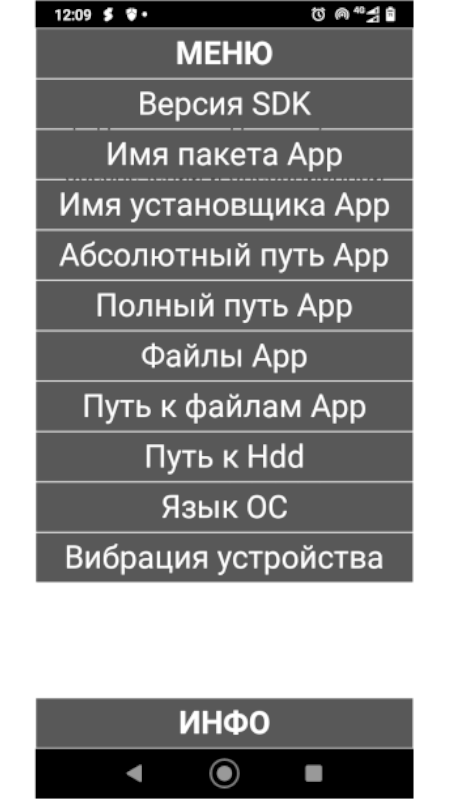 12:09
4G
МЕНЮ
Версия SDK
Имя пакета App
Имя установщика App
Абсолютный путь App
Полный путь App
Файлы App
Путь к файлам App
Путь к Hdd
Язык ОС
Вибрация устройства
ИНФО